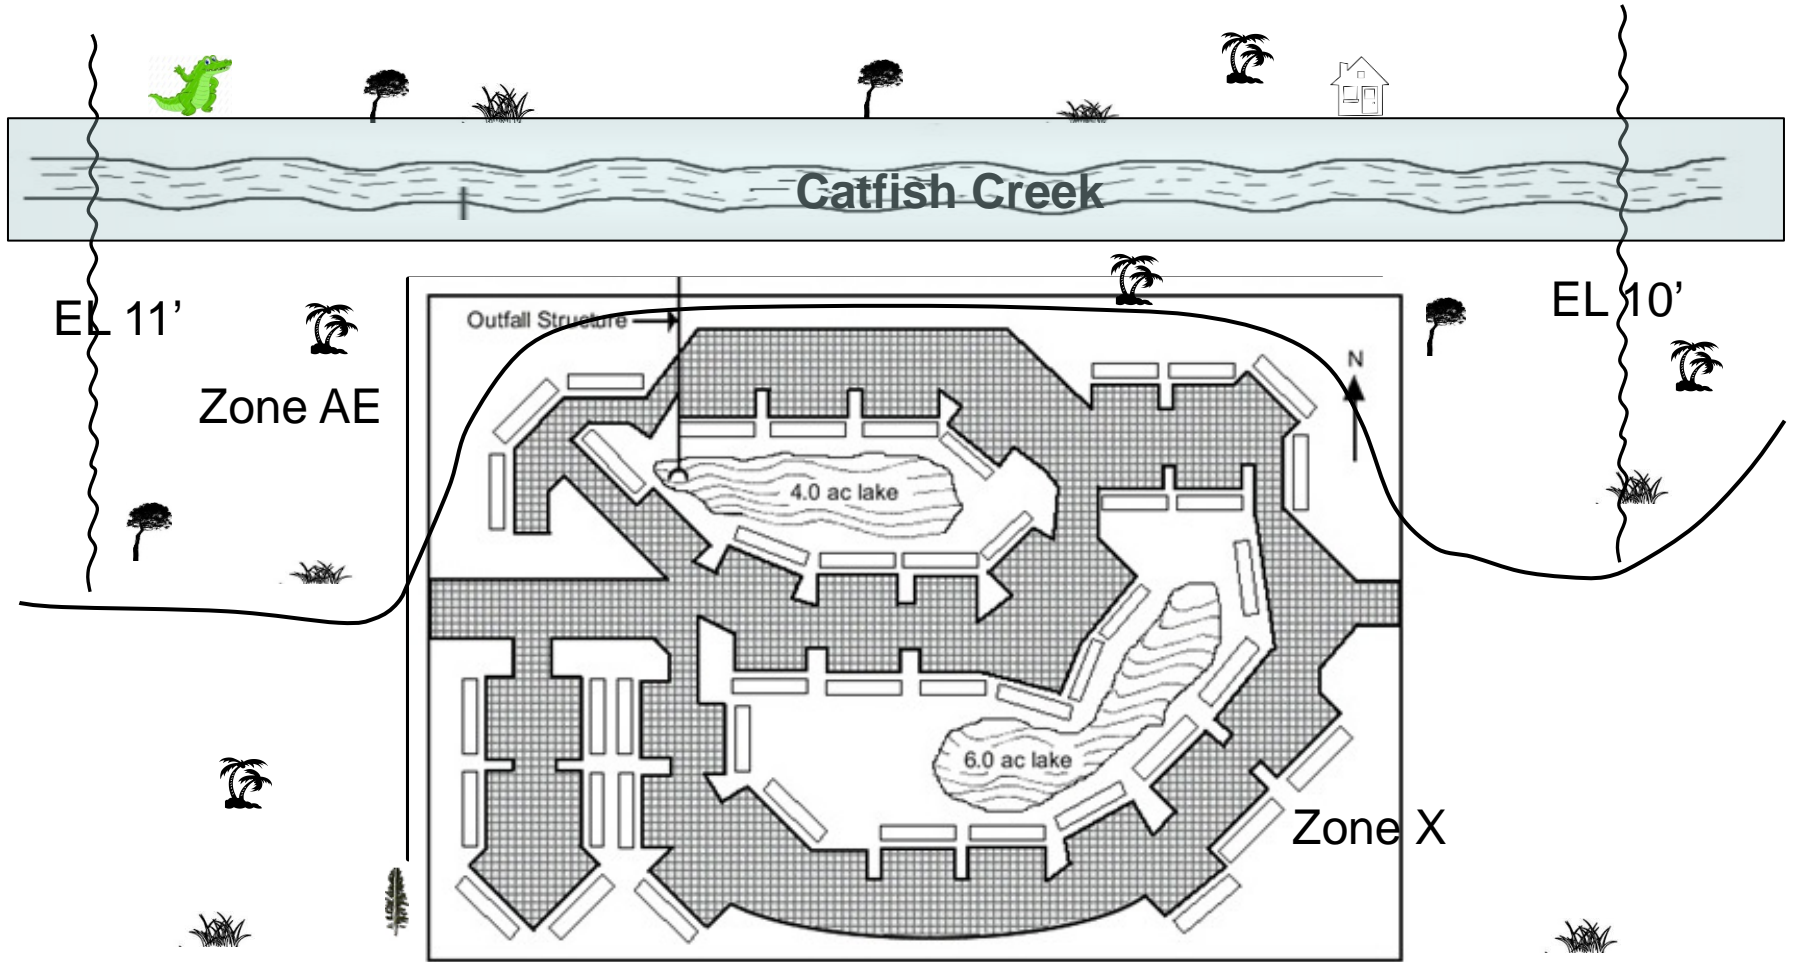 Catfish Creek
EL 11’
EL 10’
Outfall Structure
N
Zone AE
4.0 ac lake
6.0 ac lake
Zone X